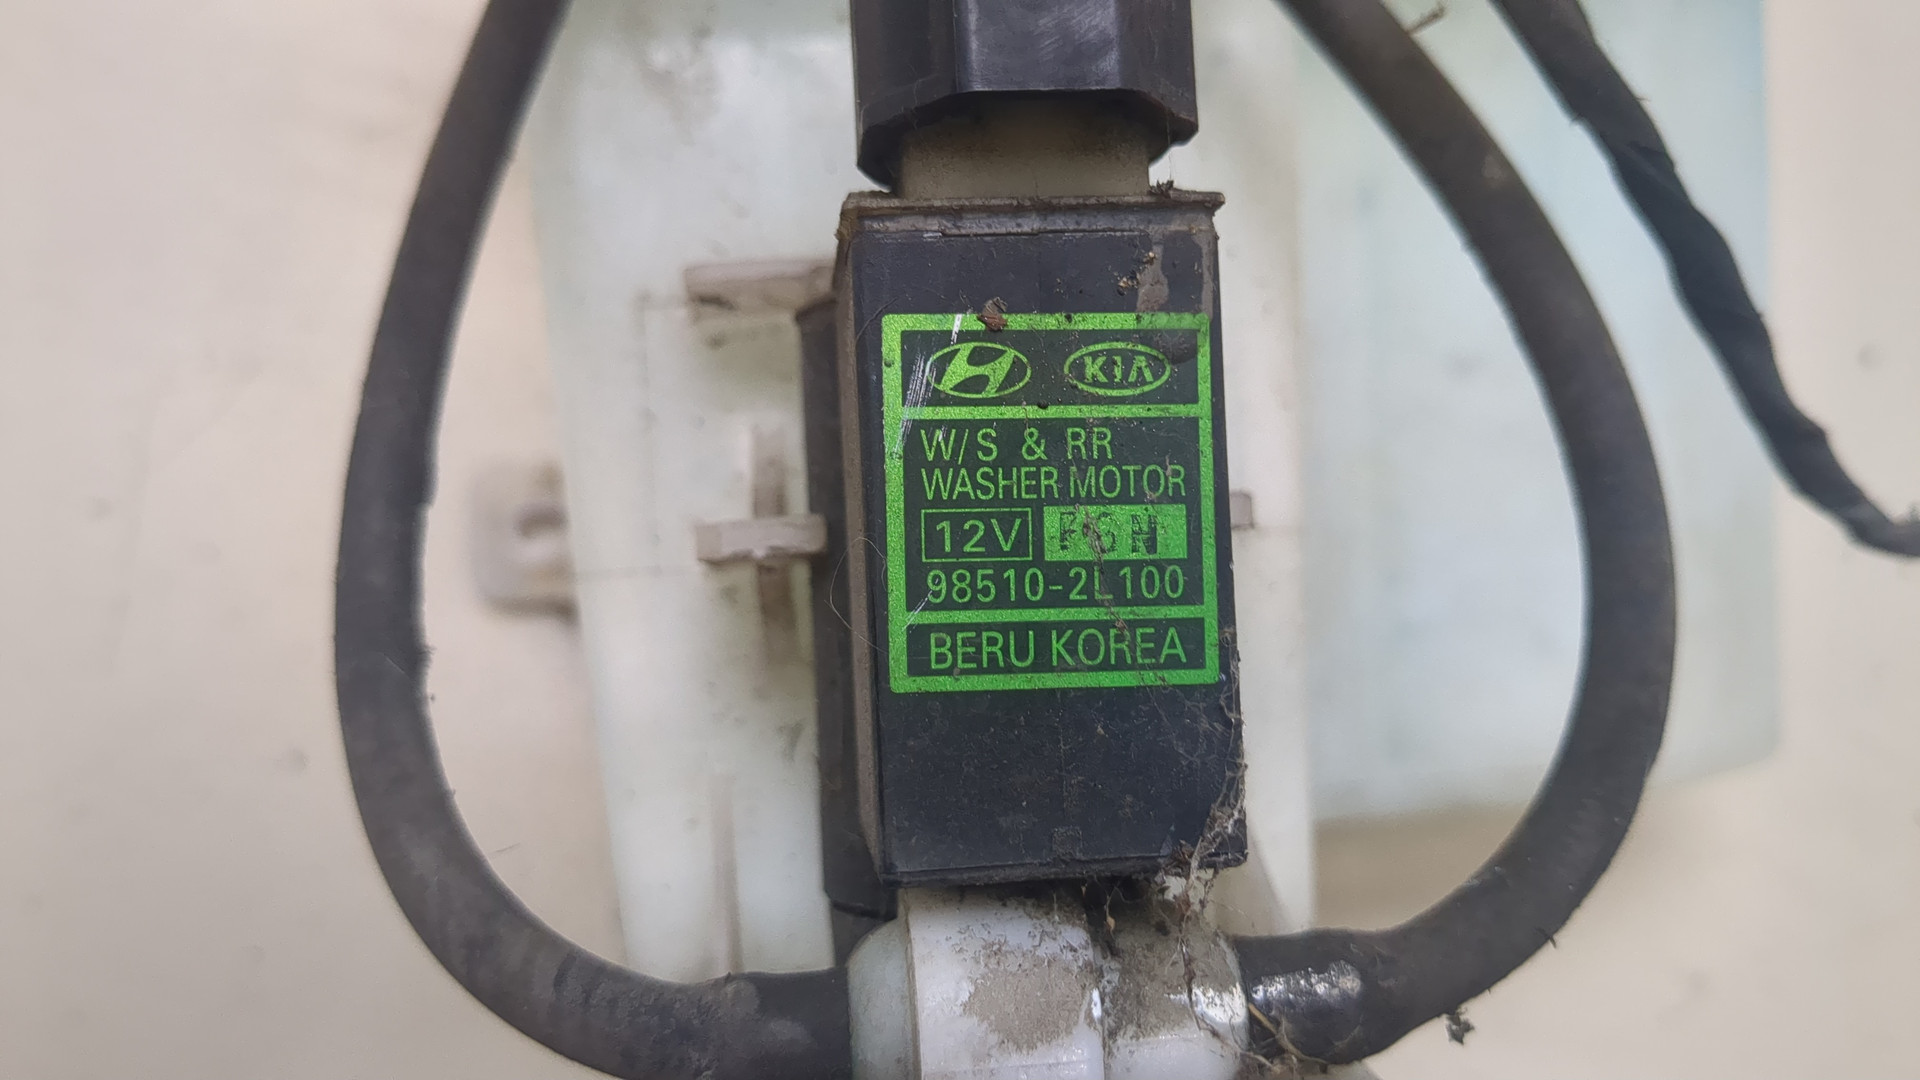 KIA
W/S & RR
WASHER MOTOR
12V
98510-2L100
BERU KOREA